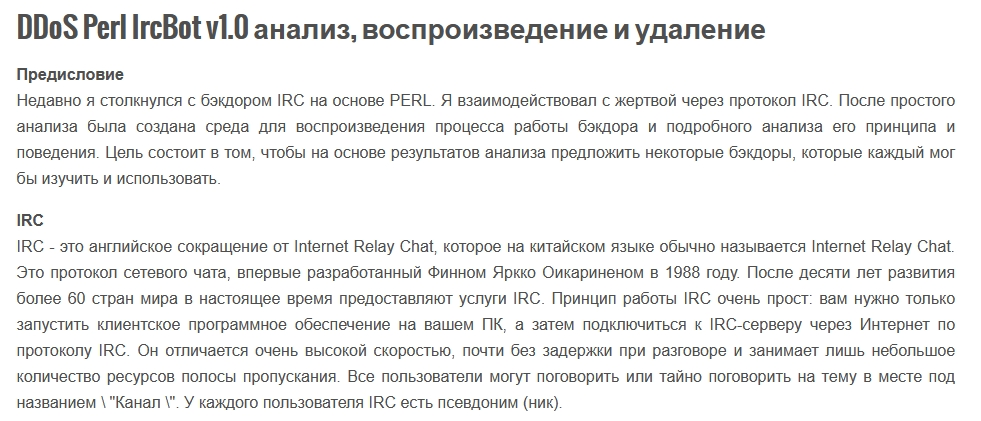 DDoS Perl IrcBot v1.0 анализ, воспроизведение и удаление
Предисловие
Недавно я столкнулся с бэкдором IRC на основе PERL. Я взаимодействовал с жертвой через протокол IRC. После простого
анализа была создана среда для воспроизведения процесса работы бэкдора и подробного анализа его принципа и
поведения. Цель состоит в том, чтобы на основе результатов анализа предложить некоторые бэкдоры, которые каждый мог
бы изучить и использовать.
IRC
IRC - это английское сокращение от Internet Relay Chat, которое на китайском языке обычно называется Internet Relay Chat.
Это протокол сетевого чата, впервые разработанный Финном Яркко Оикариненом в 1988 году. После десяти лет развития
более 60 стран мира в настоящее время предоставляют услуги IRC. Принцип работы IRC очень прост: вам нужно только
запустить клиентское программное обеспечение на вашем ПК, а затем подключиться к IRC-серверу через Интернет по
протоколу IRC. Он отличается очень высокой скоростью, почти без задержки при разговоре и занимает лишь небольшое
количество ресурсов полосы пропускания. Все пользователи могут поговорить или тайно поговорить на тему в месте под
названием \ "Канал \". У каждого пользователя IRC есть псевдоним (ник).